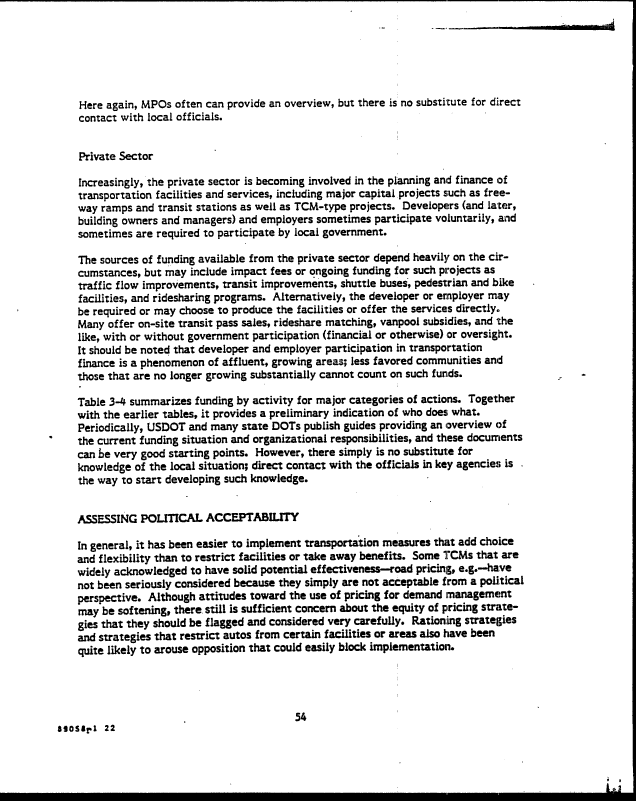 Here again, MPOs often can provide an overview, but there is no substitute for direct
contact with local officials.
Private Sector
Increasingly, the private sector is becoming involved in the planning and finance of
transportation facilities and services, including major capital projects such as free-
way ramps and transit stations as well as TCM-type projects. Developers (and later,
building owners and managers) and employers sometimes participate voluntarily, and
sometimes are required to participate by local government.
The sources of funding available from the private sector depend heavily on the cir-
cumstances, but may include impact fees or ongoing funding for such projects as
traffic flow improvements, transit improvements, shuttle buses, pedestrian and bike
facilities, and ridesharing programs. Alternatively, the developer or employer may
be required or may choose to produce the facilities or offer the services directly.
Many offer on-site transit pass sales, rideshare matching, vanpool subsidies, and the
like, with or without government participation (financial or otherwise) or oversight.
It should be noted that developer and employer participation in transportation
finance is a phenomenon of affluent, growing areas; less favored communities and
those that are no longer growing substantially cannot count on such funds.
Table 3-4 summarizes funding by activity for major categories of actions. Together
with the earlier tables, it provides a preliminary indication of who does what.
Periodically, USDOT and many state DOTs publish guides providing an overview of
the current funding situation and organizational responsibilities, and these documents
can be very good starting points. However, there simply is no substitute for
knowledge of the local situation; direct contact with the officials in key agencies is
the way to start developing such knowledge.
ASSESSING POLITICAL ACCEPTABILITY
In general, it has been easier to implement transportation measures that add choice
and flexibility than to restrict facilities or take away benefits. Some TCMs that are
widely acknowledged to have solid potential effectiveness—road pricing, e.g.—have
not been seriously considered because they simply are not acceptable from a political
perspective. Although attitudes toward the use of pricing for demand management
may be softening, there still is sufficient concern about the equity of pricing strate-
gies that they should be flagged and considered very carefully. Rationing strategies
and strategies that restrict autos from certain facilities or areas also have been
quite likely to arouse opposition that could easily block implementation.
54
89058r1 22